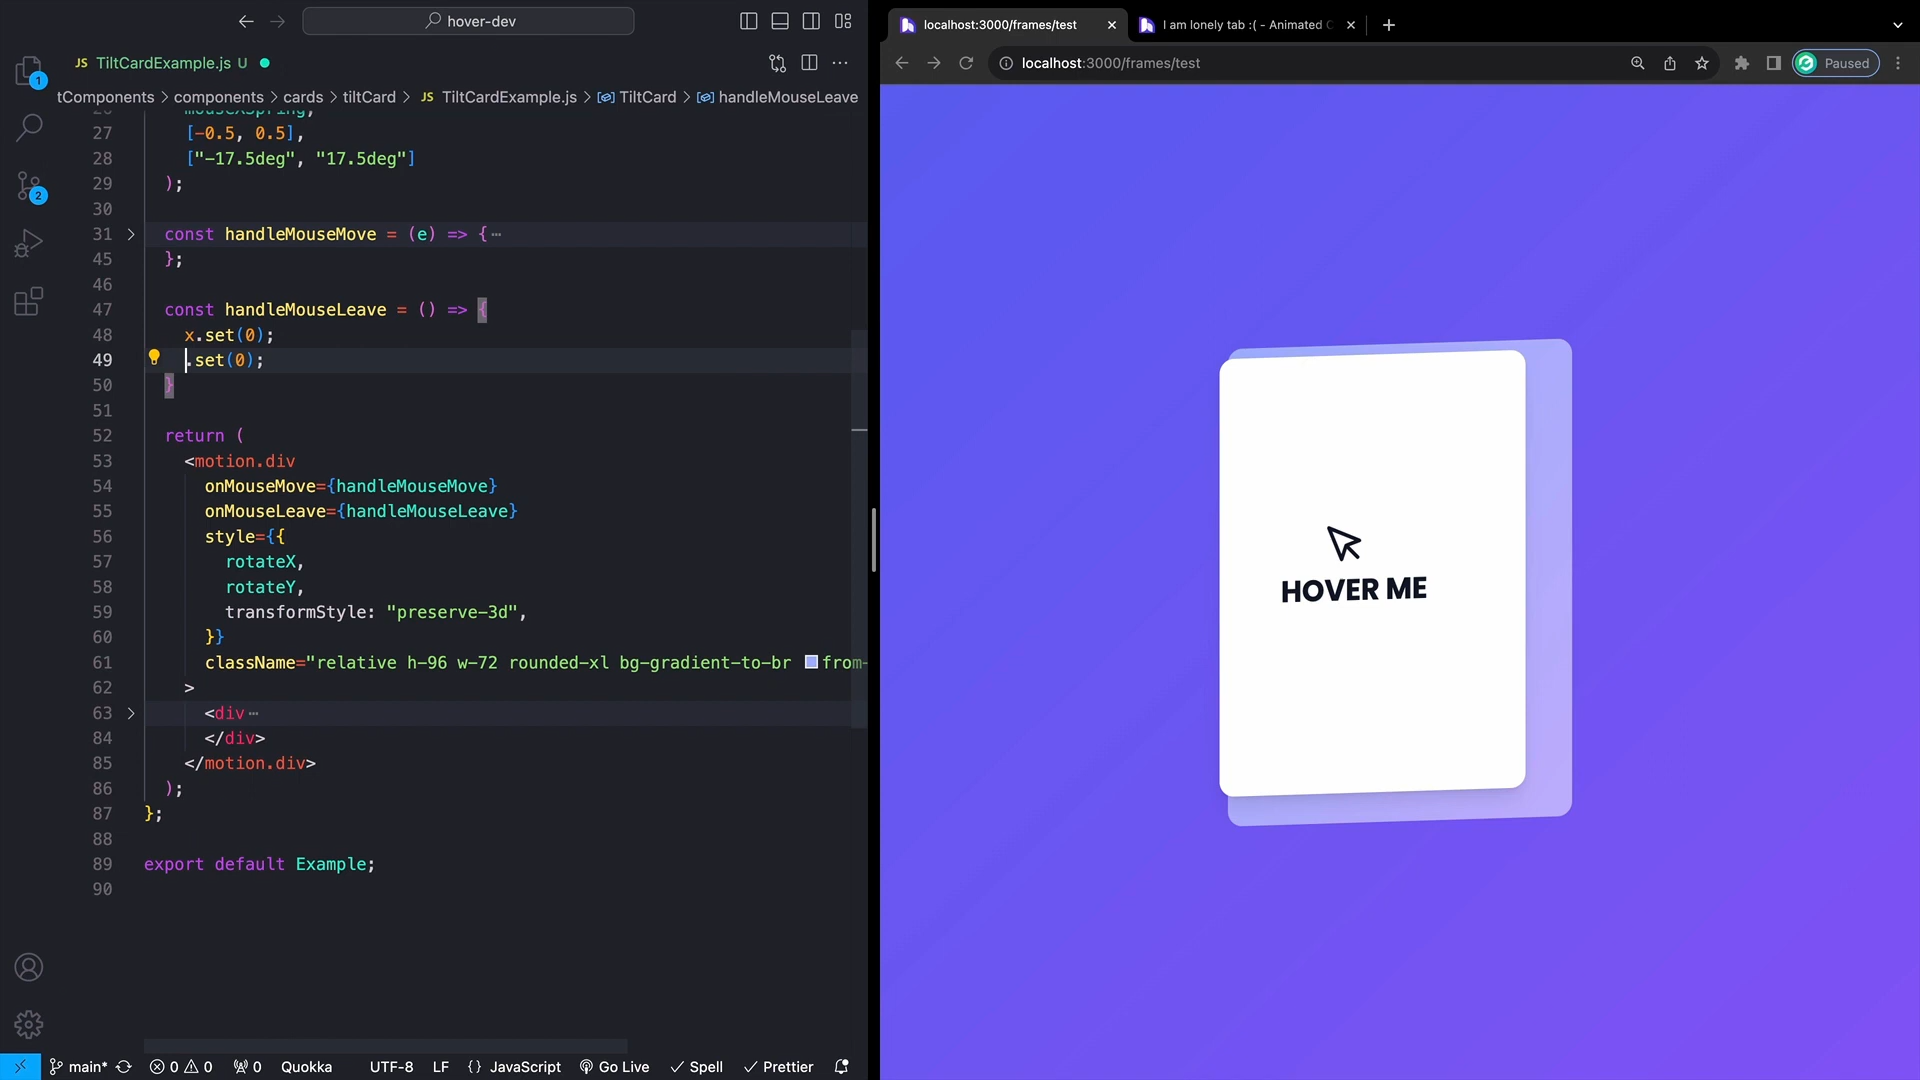 hover-dev
localhost:3000/frames/test
I am lonely tab :( - Animated
JS TiltCardExample.js U
localhost:3000/frames/test
Paused
1
tComponents > components > cards > tiltCard > JS TiltCardExample.js > TiltCard > handleMouseLeave
26 mouseXSpring,
27 [-0.5, 0.5],
28 ["-17.5deg", "17.5deg"]
29 );
30
31 const handleMouseMove = (e) => { ⋯
45 };
46
47 const handleMouseLeave = () => {
48 x.set(0);
49 .set(0);
50 }
51
52 return (
53 <motion.div
54 onMouseMove={handleMouseMove}
55 onMouseLeave={handleMouseLeave}
56 style={{
57 rotateX,
58 rotateY,
59 transformStyle: "preserve-3d",
60 }}
61 className="relative h-96 w-72 rounded-xl bg-gradient-to-br from-
62 >
63 <div ⋯
84 </div>
85 </motion.div>
86 );
87 };
88
89 export default Example;
90
2
HOVER ME
main* 0 0 0 Quokka UTF-8 LF {} JavaScript Go Live ✓ Spell ✓ Prettier